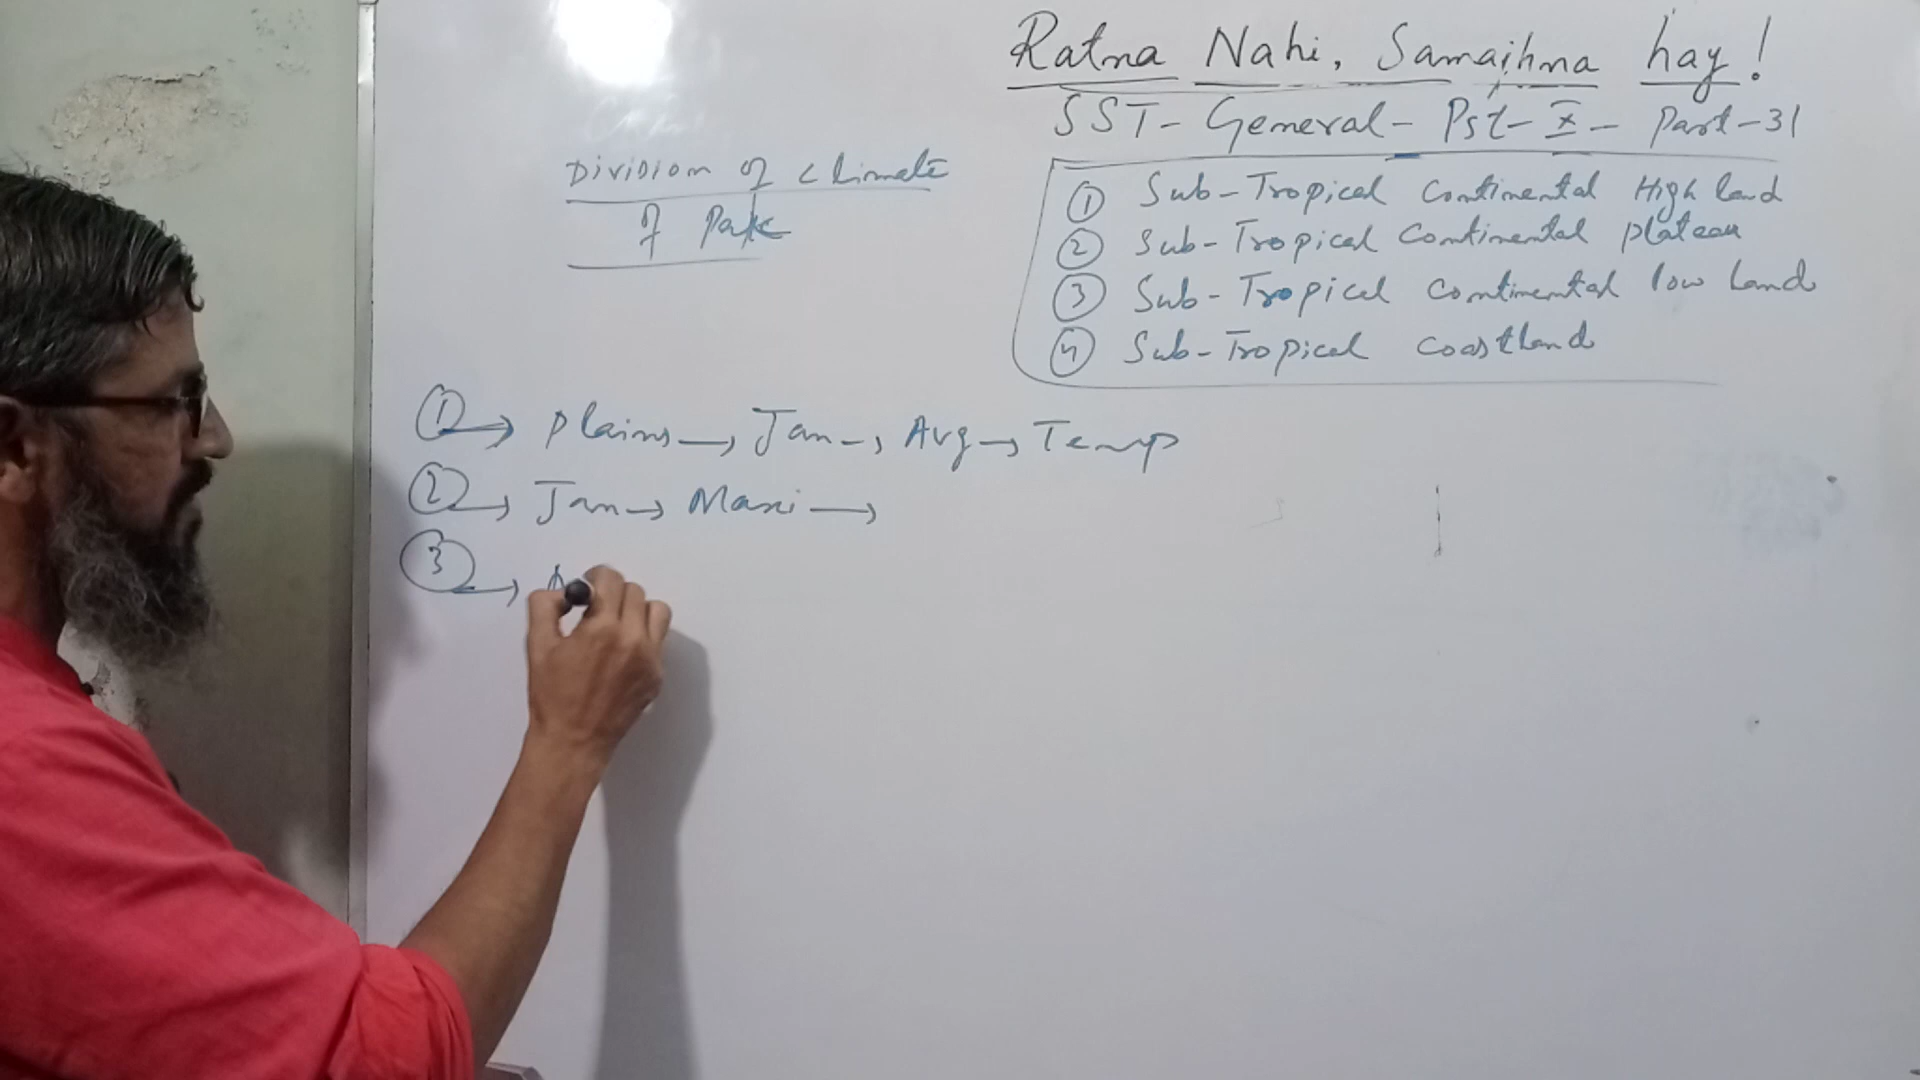 Ratna Nahi, Samajhna hay!
SST- General- Pst- X - Part-31
Division of climate
of Pak
① Sub-Tropical Continental High land
② Sub-Tropical Continental plateau
③ Sub-Tropical continental low land
④ Sub-Tropical coastland
① → plains → Jan → Avg → Temp
② → Jan → Maxi →
③ →